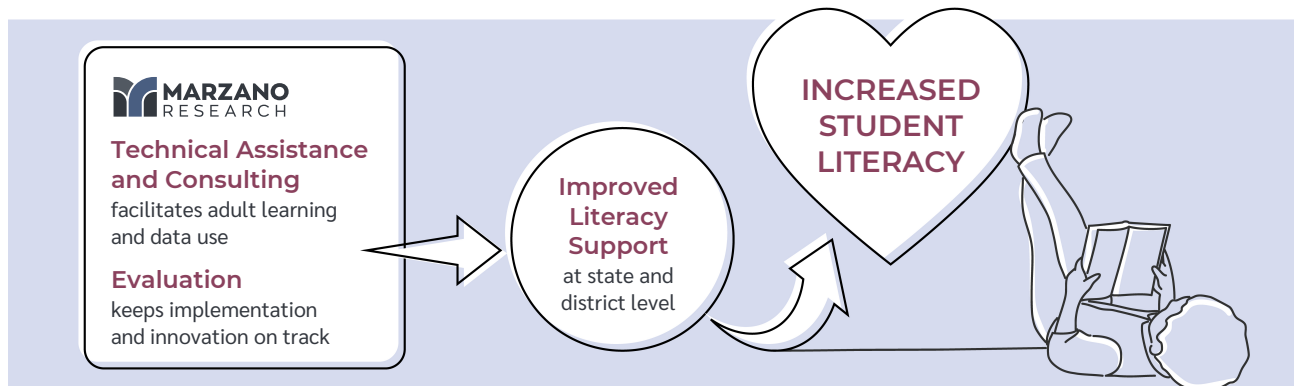 MARZANO
RESEARCH
Technical Assistance
and Consulting
facilitates adult learning
and data use
Evaluation
keeps implementation
and innovation on track
Improved
Literacy
Support
at state and
district level
INCREASED
STUDENT
LITERACY